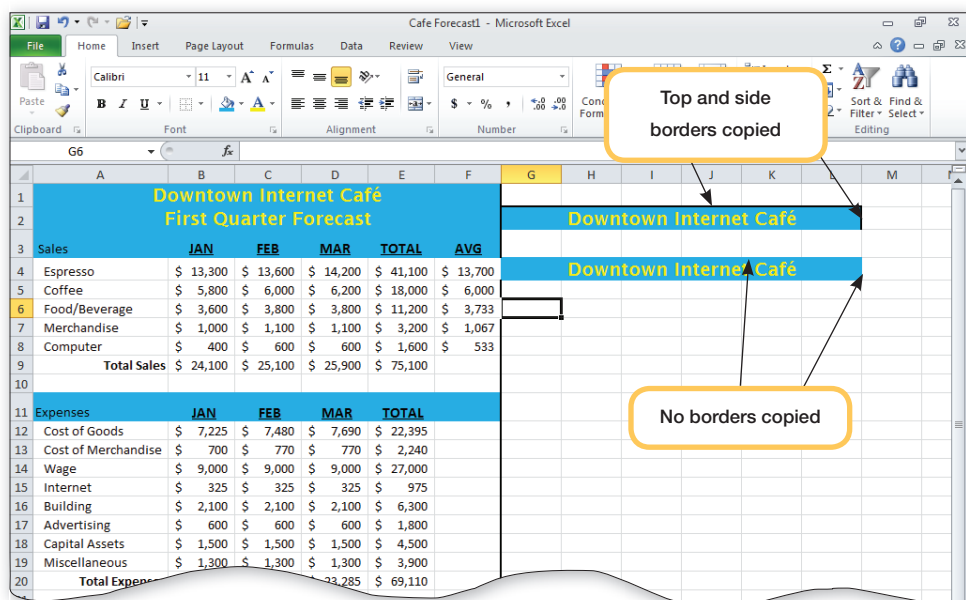 Cafe Forecast1 - Microsoft Excel
File Home Insert Page Layout Formulas Data Review View
Calibri 11 A A General Σ
Paste B I U A $ % , .0 .00 .00 .0 Sort & Find &
Filter Select
Clipboard Font Alignment Number Editing
Top and side
borders copied
G6 fx
A B C D E F G H I J K L M
1 Downtown Internet Café
2 First Quarter Forecast Downtown Internet Café
3 Sales JAN FEB MAR TOTAL AVG
4 Espresso $ 13,300 $ 13,600 $ 14,200 $ 41,100 $ 13,700 Downtown Internet Café
5 Coffee $ 5,800 $ 6,000 $ 6,200 $ 18,000 $ 6,000
6 Food/Beverage $ 3,600 $ 3,800 $ 3,800 $ 11,200 $ 3,733
7 Merchandise $ 1,000 $ 1,100 $ 1,100 $ 3,200 $ 1,067
8 Computer $ 400 $ 600 $ 600 $ 1,600 $ 533
9 Total Sales $ 24,100 $ 25,100 $ 25,900 $ 75,100
10
11 Expenses JAN FEB MAR TOTAL
12 Cost of Goods $ 7,225 $ 7,480 $ 7,690 $ 22,395
No borders copied
13 Cost of Merchandise $ 700 $ 770 $ 770 $ 2,240
14 Wage $ 9,000 $ 9,000 $ 9,000 $ 27,000
15 Internet $ 325 $ 325 $ 325 $ 975
16 Building $ 2,100 $ 2,100 $ 2,100 $ 6,300
17 Advertising $ 600 $ 600 $ 600 $ 1,800
18 Capital Assets $ 1,500 $ 1,500 $ 1,500 $ 4,500
19 Miscellaneous $ 1,300 $ 1,300 $ 1,300 $ 3,900
20 Total 23,285 $ 69,110